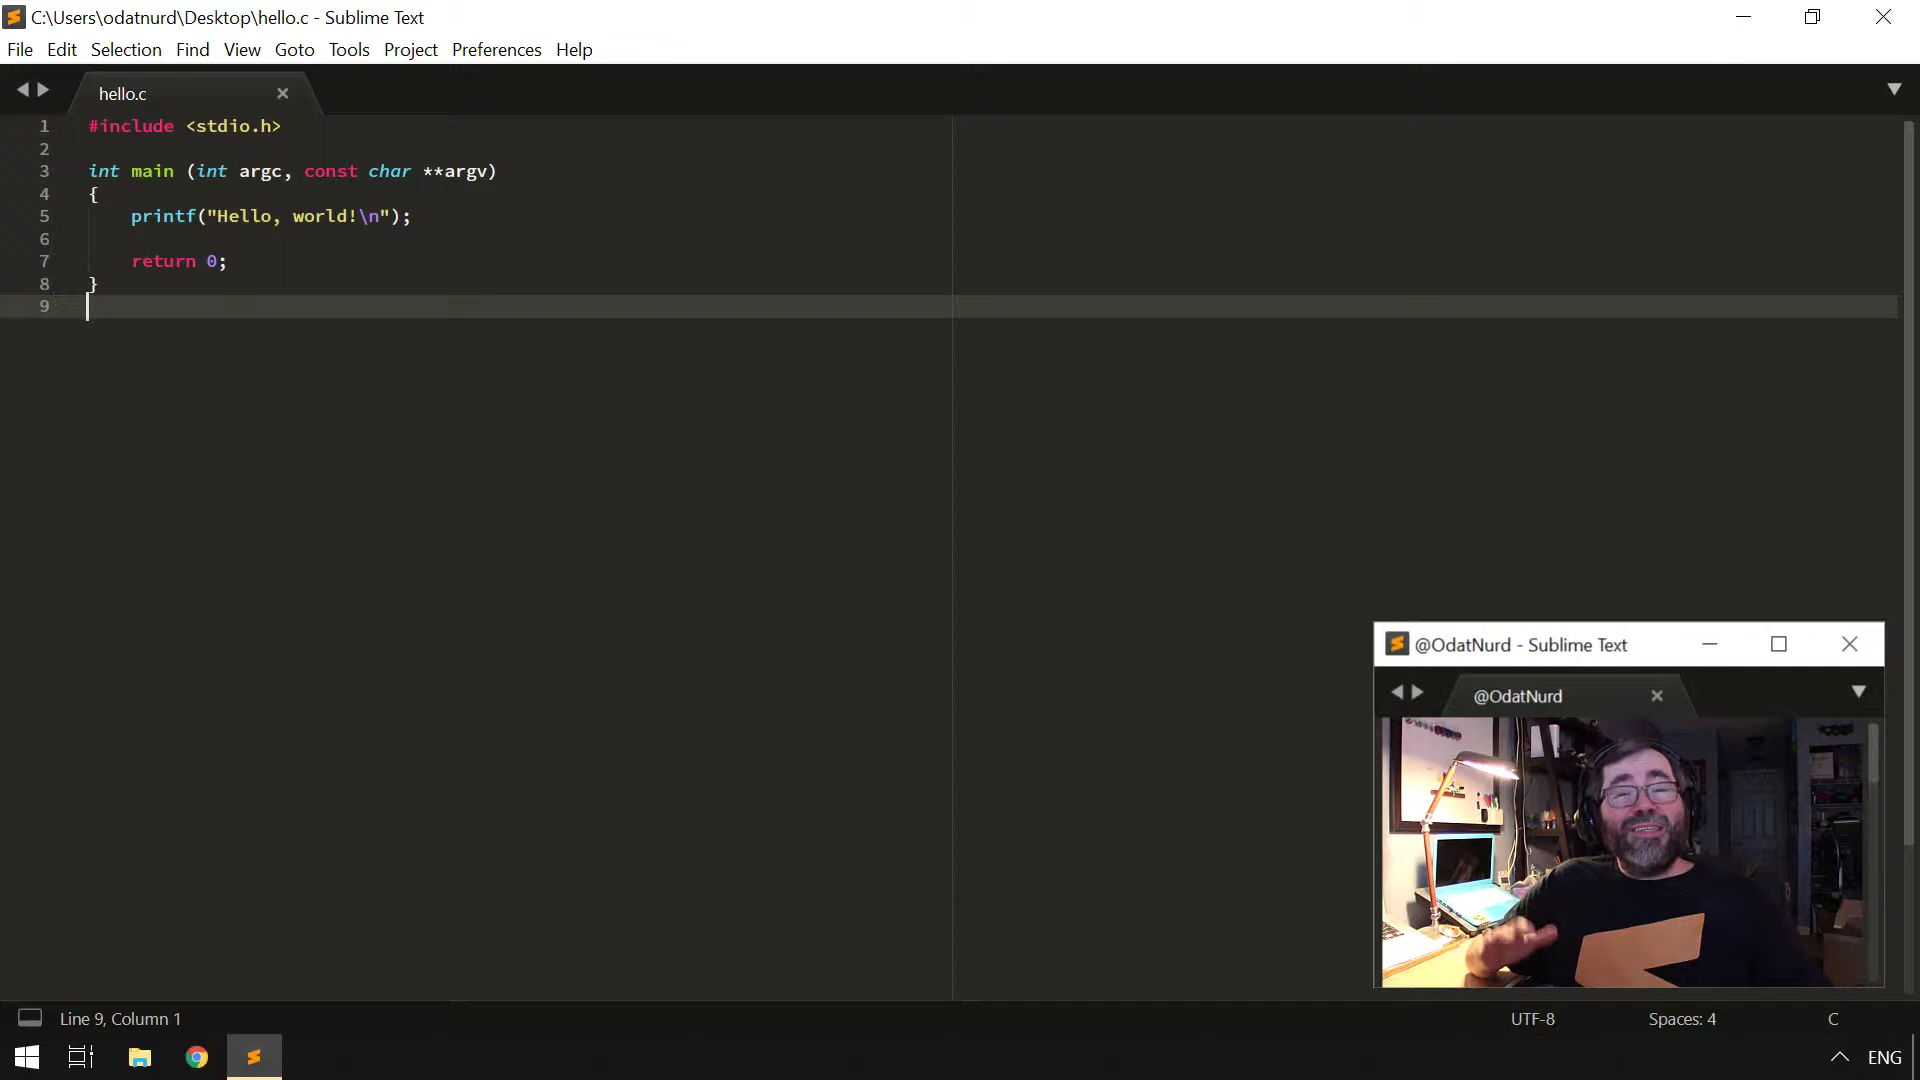 C:\Users\odatnurd\Desktop\hello.c - Sublime Text
File Edit Selection Find View Goto Tools Project Preferences Help
hello.c
1 #include <stdio.h>
2
3 int main (int argc, const char **argv)
4 {
5     printf("Hello, world!\n");
6
7     return 0;
8 }
9
@OdatNurd - Sublime Text
@OdatNurd
Line 9, Column 1
UTF-8
Spaces: 4
C
ENG